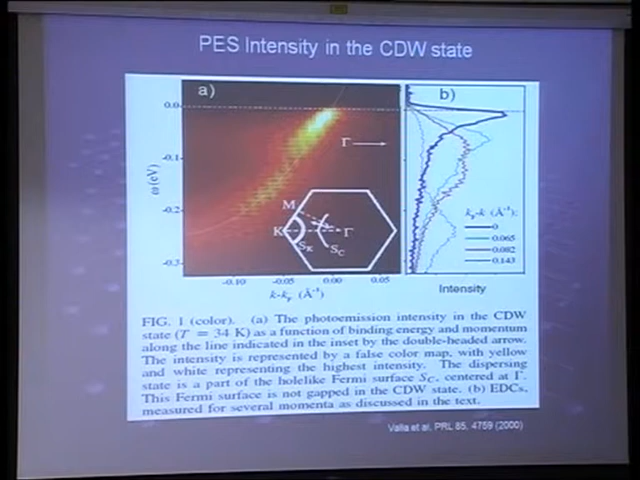 PES Intensity in the CDW state
a)
b)
0.0
-0.1
-0.2
-0.3
ω (eV)
Γ
M
K
Γ
S_K
S_C
-0.10
-0.05
0.00
0.05
k-k_F (Å⁻¹)
k_F-k (Å⁻¹):
0
0.065
0.082
0.143
Intensity
FIG. 1 (color). (a) The photoemission intensity in the CDW
state (T = 34 K) as a function of binding energy and momentum
along the line indicated in the inset by the double-headed arrow.
The intensity is represented by a false color map, with yellow
and white representing the highest intensity. The dispersing
state is a part of the holelike Fermi surface S_C, centered at Γ.
This Fermi surface is not gapped in the CDW state. (b) EDCs,
measured for several momenta as discussed in the text.
Valla et al. PRL 85, 4759 (2000)